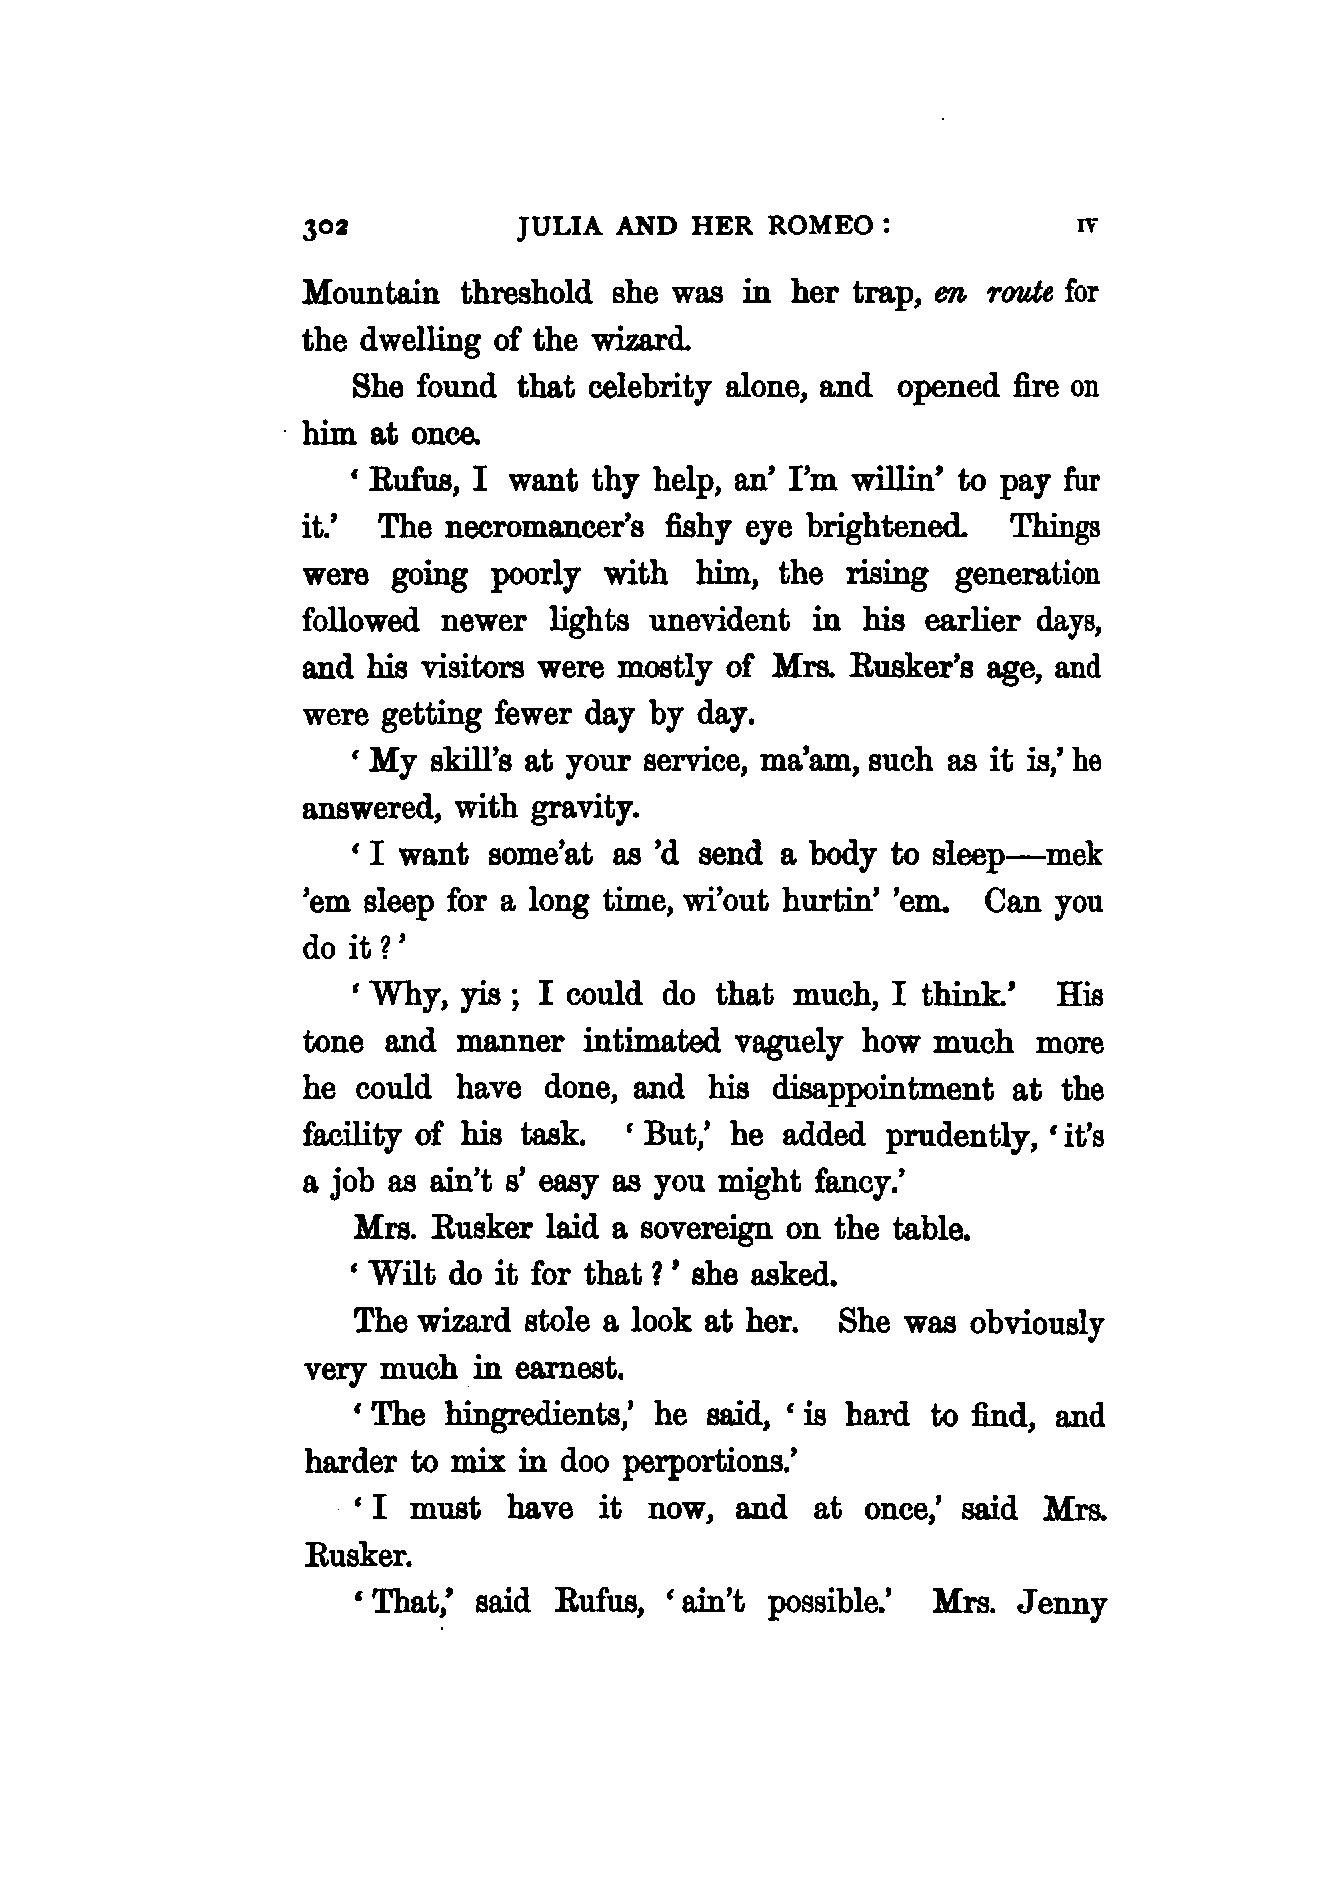 302 JULIA AND HER ROMEO: IV
Mountain threshold she was in her trap, en route for
the dwelling of the wizard.
She found that celebrity alone, and opened fire on
him at once.
‘Rufus, I want thy help, an’ I’m willin’ to pay fur
it.’ The necromancer’s fishy eye brightened. Things
were going poorly with him, the rising generation
followed newer lights unevident in his earlier days,
and his visitors were mostly of Mrs. Rusker’s age, and
were getting fewer day by day.
‘My skill’s at your service, ma’am, such as it is,’ he
answered, with gravity.
‘I want some’at as ’d send a body to sleep—mek
’em sleep for a long time, wi’out hurtin’ ’em. Can you
do it?’
‘Why, yis; I could do that much, I think.’ His
tone and manner intimated vaguely how much more
he could have done, and his disappointment at the
facility of his task. ‘But,’ he added prudently, ‘it’s
a job as ain’t s’ easy as you might fancy.’
Mrs. Rusker laid a sovereign on the table.
‘Wilt do it for that?’ she asked.
The wizard stole a look at her. She was obviously
very much in earnest.
‘The hingredients,’ he said, ‘is hard to find, and
harder to mix in doo perportions.’
‘I must have it now, and at once,’ said Mrs.
Rusker.
‘That,’ said Rufus, ‘ain’t possible.’ Mrs. Jenny